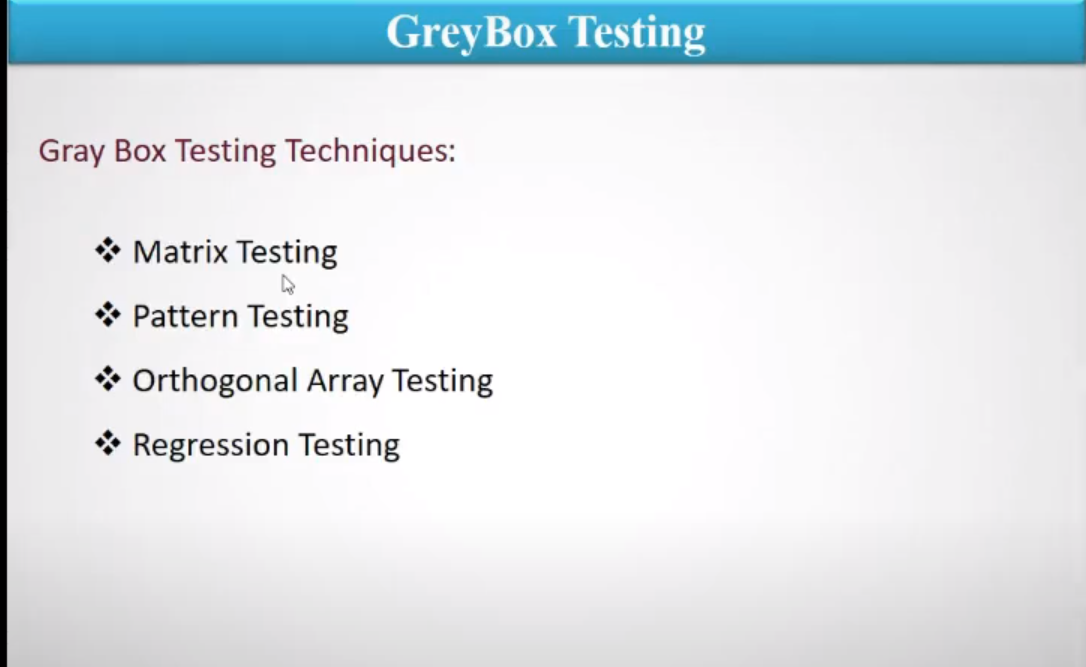 GreyBox Testing
Gray Box Testing Techniques:
❖ Matrix Testing
❖ Pattern Testing
❖ Orthogonal Array Testing
❖ Regression Testing